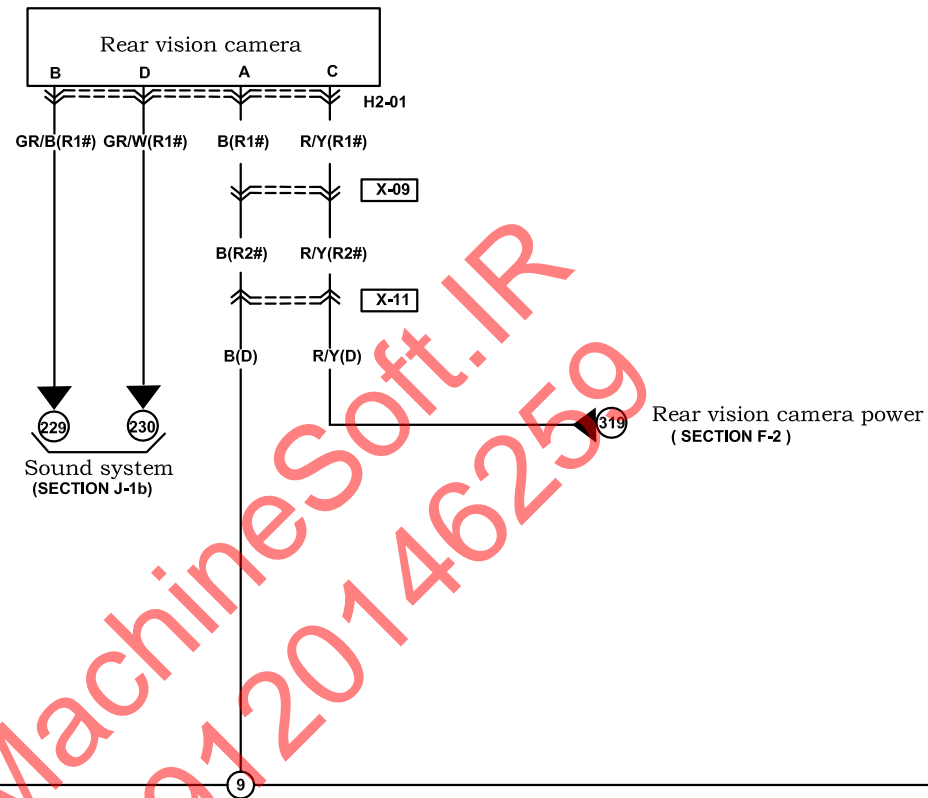 Rear vision camera
B D A C
H2-01
GR/B(R1#) GR/W(R1#) B(R1#) R/Y(R1#)
X-09
B(R2#) R/Y(R2#)
X-11
B(D) R/Y(D)
229 230 319 Rear vision camera power
( SECTION F-2 )
Sound system
(SECTION J-1b)
9
MachineSoft.IR
09120146259